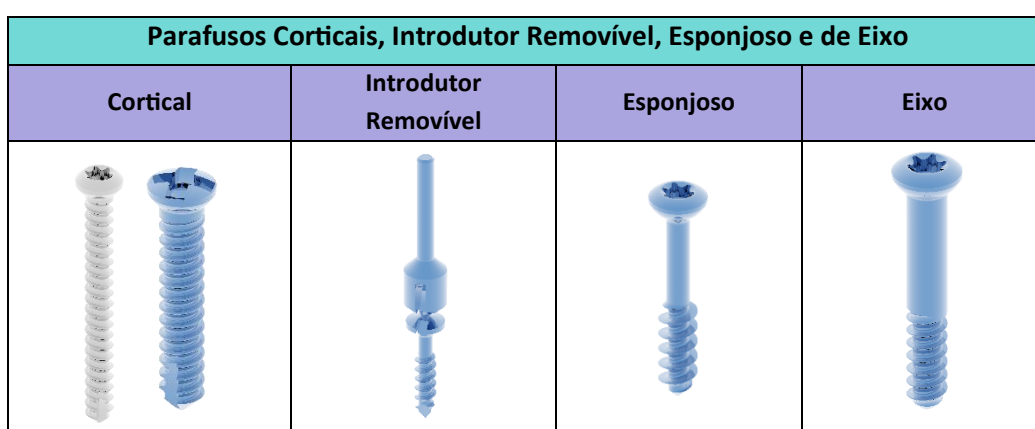 Parafusos Corticais, Introdutor Removível, Esponjoso e de Eixo
Cortical
Introdutor
Removível
Esponjoso
Eixo